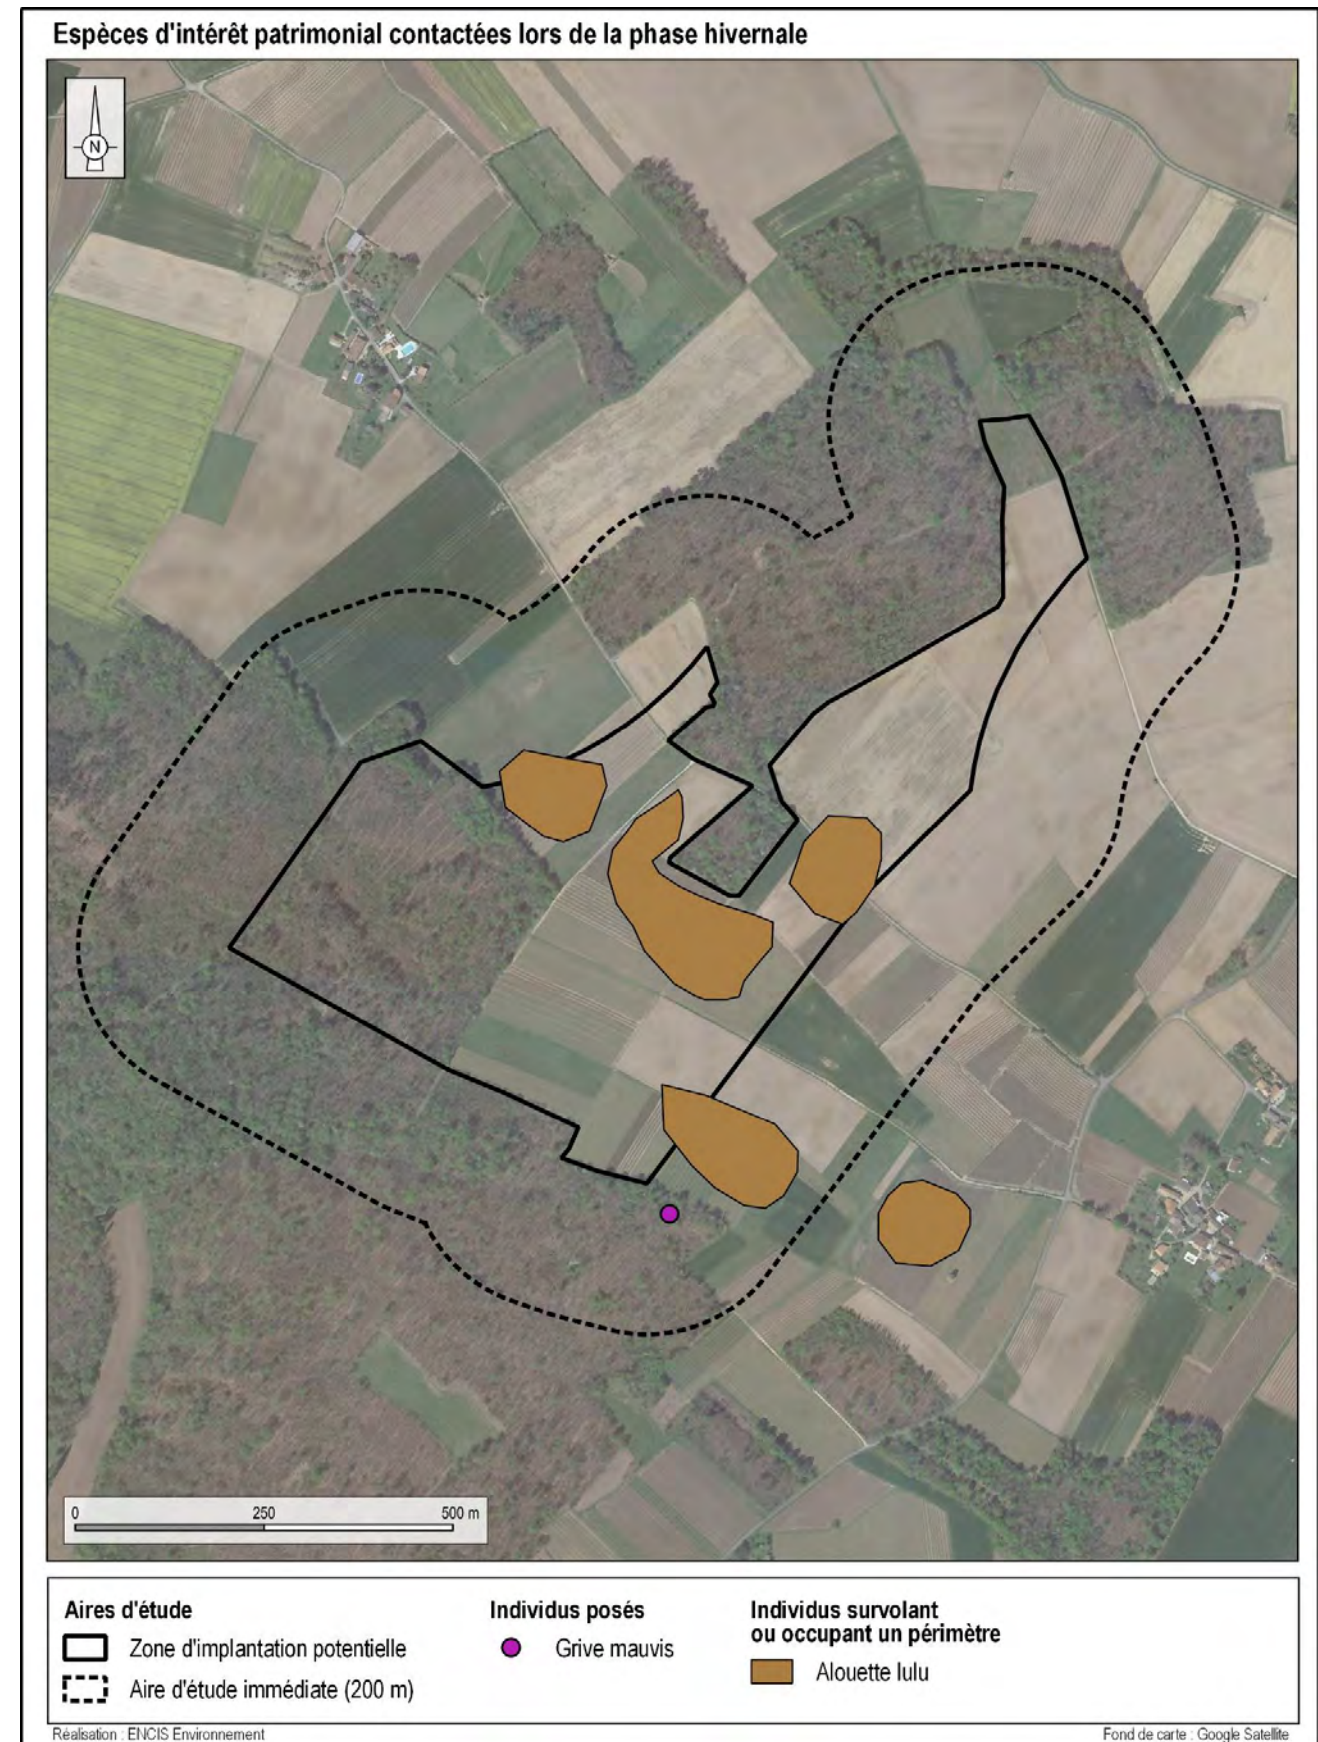 Espèces d'intérêt patrimonial contactées lors de la phase hivernale
N
0 250 500 m
Aires d'étude
Zone d'implantation potentielle
Aire d'étude immédiate (200 m)
Individus posés
Grive mauvis
Individus survolant
ou occupant un périmètre
Alouette lulu
Réalisation : ENCIS Environnement
Fond de carte : Google Satellite